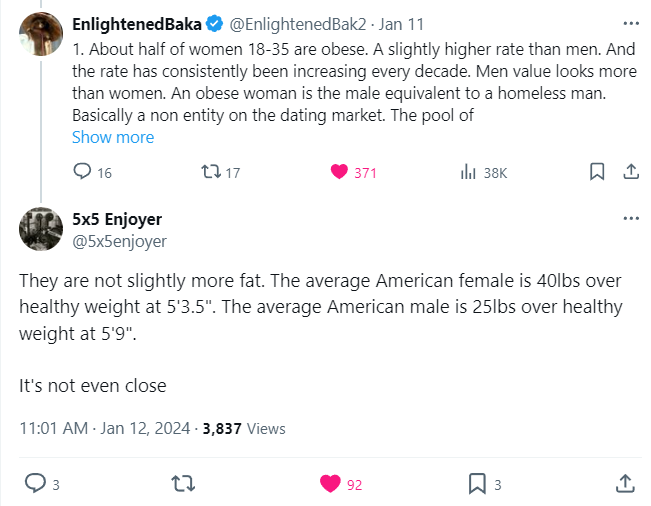 EnlightenedBaka @EnlightenedBak2 · Jan 11
1. About half of women 18-35 are obese. A slightly higher rate than men. And
the rate has consistently been increasing every decade. Men value looks more
than women. An obese woman is the male equivalent to a homeless man.
Basically a non entity on the dating market. The pool of
Show more
16 17 371 38K
5x5 Enjoyer
@5x5enjoyer
They are not slightly more fat. The average American female is 40lbs over
healthy weight at 5'3.5". The average American male is 25lbs over healthy
weight at 5'9".
It's not even close
11:01 AM · Jan 12, 2024 · 3,837 Views
3 92 3